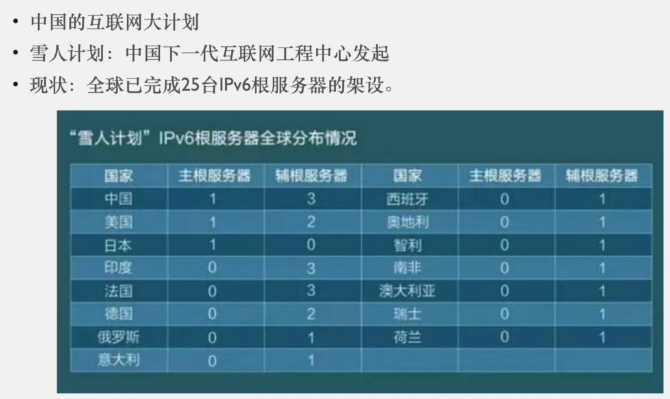 • 中国的互联网大计划
• 雪人计划：中国下一代互联网工程中心发起
• 现状：全球已完成25台IPv6根服务器的架设。
“雪人计划”IPv6根服务器全球分布情况
国家 主根服务器 辅根服务器 国家 主根服务器 辅根服务器
中国 1 3 西班牙 0 1
美国 1 2 奥地利 0 1
日本 1 0 智利 0 1
印度 0 3 南非 0 1
法国 0 3 澳大利亚 0 1
德国 0 2 瑞士 0 1
俄罗斯 0 1 荷兰 0 1
意大利 0 1